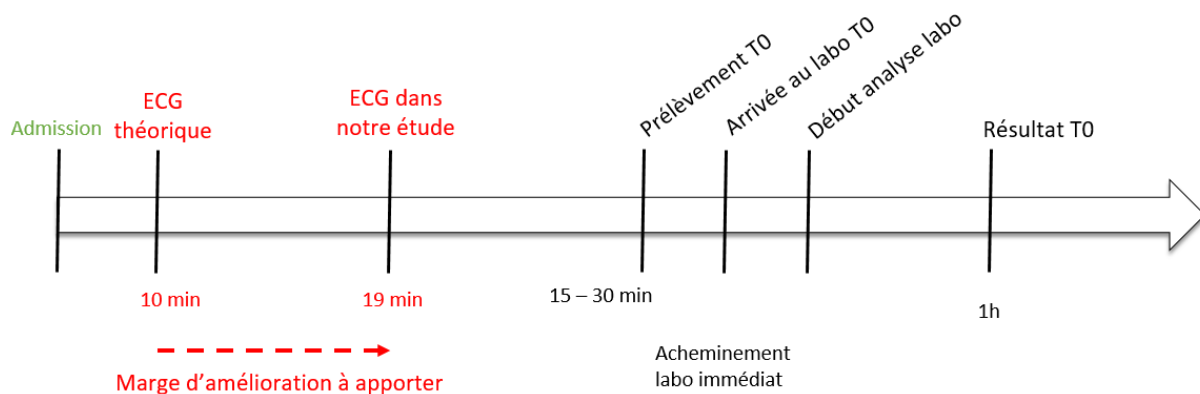 Admission
ECG
théorique
ECG dans
notre étude
Prélèvement T0
Arrivée au labo T0
Début analyse labo
Résultat T0
10 min
19 min
15 – 30 min
1h
Marge d'amélioration à apporter
Acheminement
labo immédiat